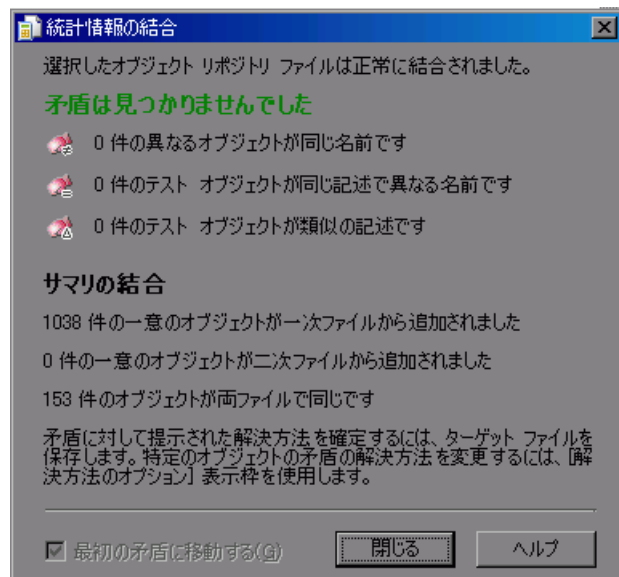 統計情報の結合
選択したオブジェクト リポジトリ ファイルは正常に結合されました。
矛盾は見つかりませんでした
0 件の異なるオブジェクトが同じ名前です
0 件のテスト オブジェクトが同じ記述で異なる名前です
0 件のテスト オブジェクトが類似の記述です
サマリの結合
1038 件の一意のオブジェクトが一次ファイルから追加されました
0 件の一意のオブジェクトが二次ファイルから追加されました
153 件のオブジェクトが両ファイルで同じです
矛盾に対して提示された解決方法を確定するには、ターゲット ファイルを
保存します。特定のオブジェクトの矛盾の解決方法を変更するには、[解
決方法のオプション] 表示枠を使用します。
最初の矛盾に移動する(G)
閉じる
ヘルプ